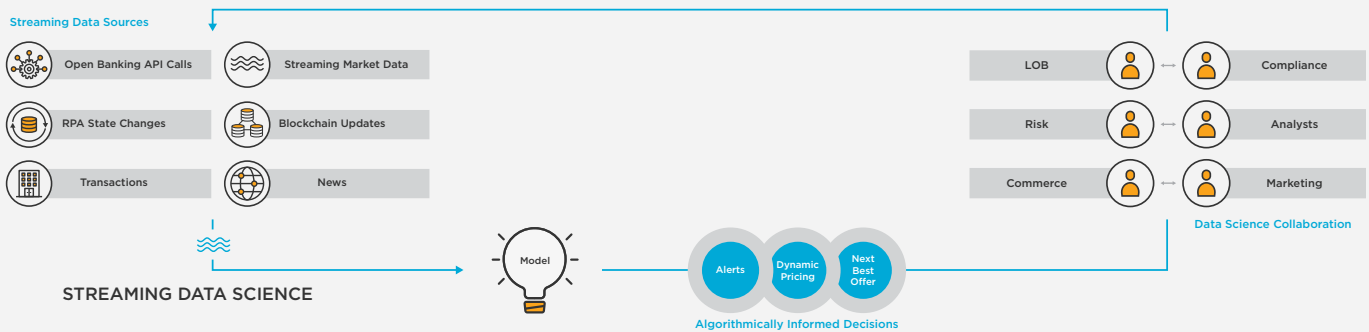 Streaming Data Sources
Open Banking API Calls
Streaming Market Data
RPA State Changes
Blockchain Updates
Transactions
News
LOB
Compliance
Risk
Analysts
Commerce
Marketing
Data Science Collaboration
Model
Alerts
Dynamic
Pricing
Next
Best
Offer
STREAMING DATA SCIENCE
Algorithmically Informed Decisions